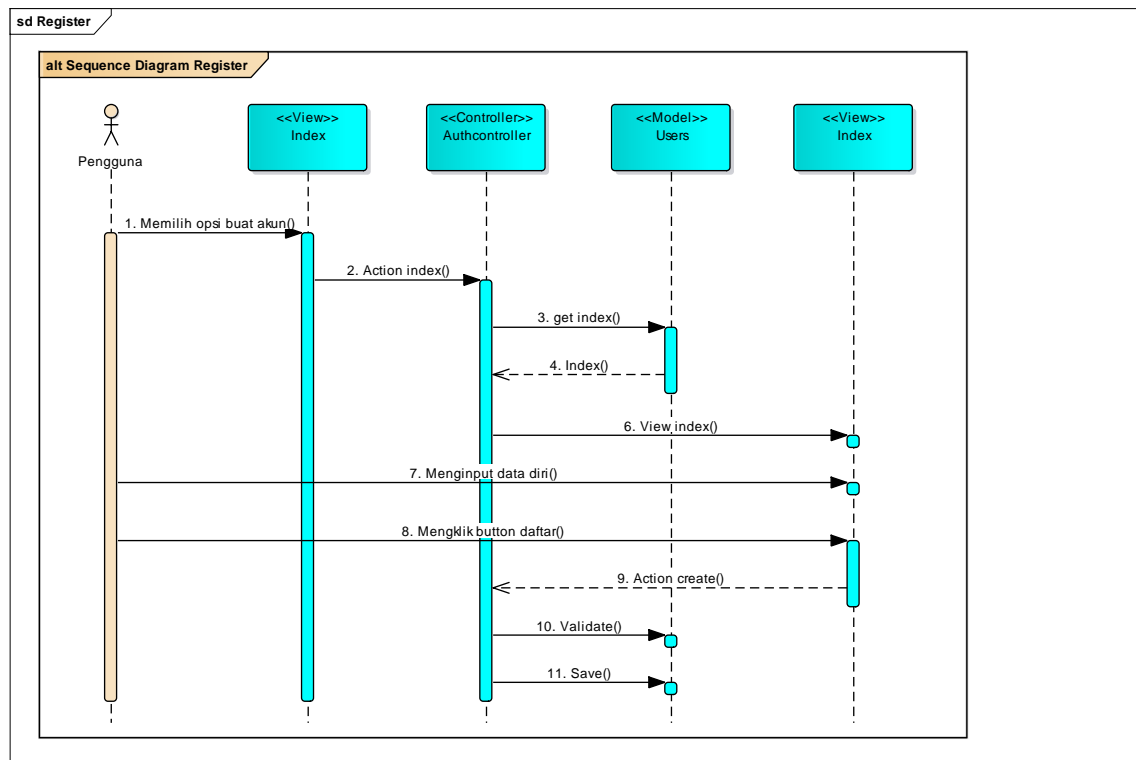 sd Register
alt Sequence Diagram Register
Pengguna
<<View>>
Index
<<Controller>>
Authcontroller
<<Model>>
Users
<<View>>
Index
1. Memilih opsi buat akun()
2. Action index()
3. get index()
4. Index()
6. View index()
7. Menginput data diri()
8. Mengklik button daftar()
9. Action create()
10. Validate()
11. Save()